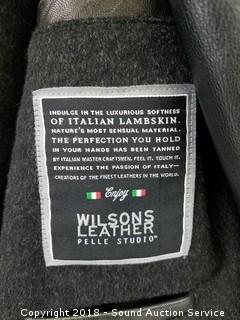 INDULGE IN THE LUXURIOUS SOFTNESS
OF ITALIAN LAMBSKIN.
NATURE'S MOST SENSUAL MATERIAL.
THE PERFECTION YOU HOLD
IN YOUR HANDS HAS BEEN TANNED
BY ITALIAN MASTER CRAFTSMEN. FEEL IT. TOUCH IT.
EXPERIENCE THE PASSION OF ITALY—
CREATORS OF THE FINEST LEATHERS IN THE WORLD.
Enjoy
WILSONS
LEATHER
PELLE STUDIO™
Copyright 2018 - Sound Auction Service